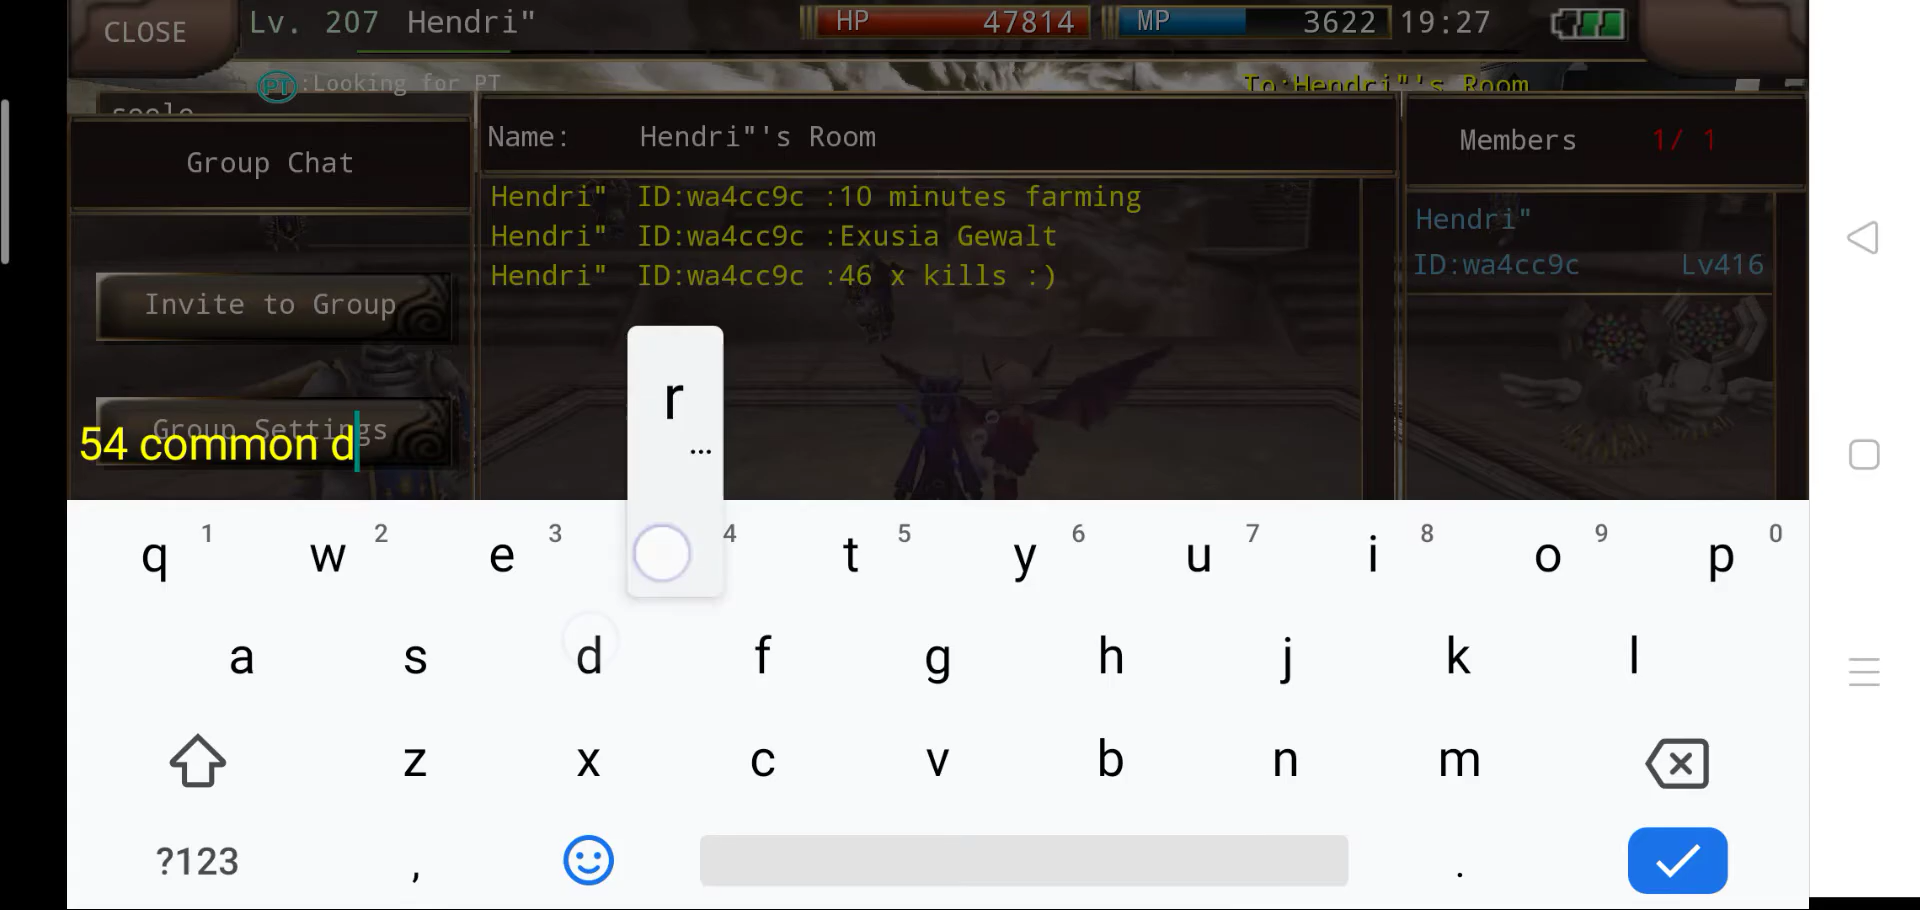 CLOSE
Lv. 207 Hendri"
HP 47814
MP 3622
19:27
PT :Looking for PT
To:Hendri"'s Room
Group Chat
Name: Hendri"'s Room
Members 1/ 1
Hendri" ID:wa4cc9c :10 minutes farming
Hendri" ID:wa4cc9c :Exusia Gewalt
Hendri" ID:wa4cc9c :46 x kills :)
Hendri"
ID:wa4cc9c Lv416
Invite to Group
Group Settings
54 common d
r
...
q 1 w 2 e 3 4 t 5 y 6 u 7 i 8 o 9 p 0
a s d f g h j k l
z x c v b n m
?123 , .